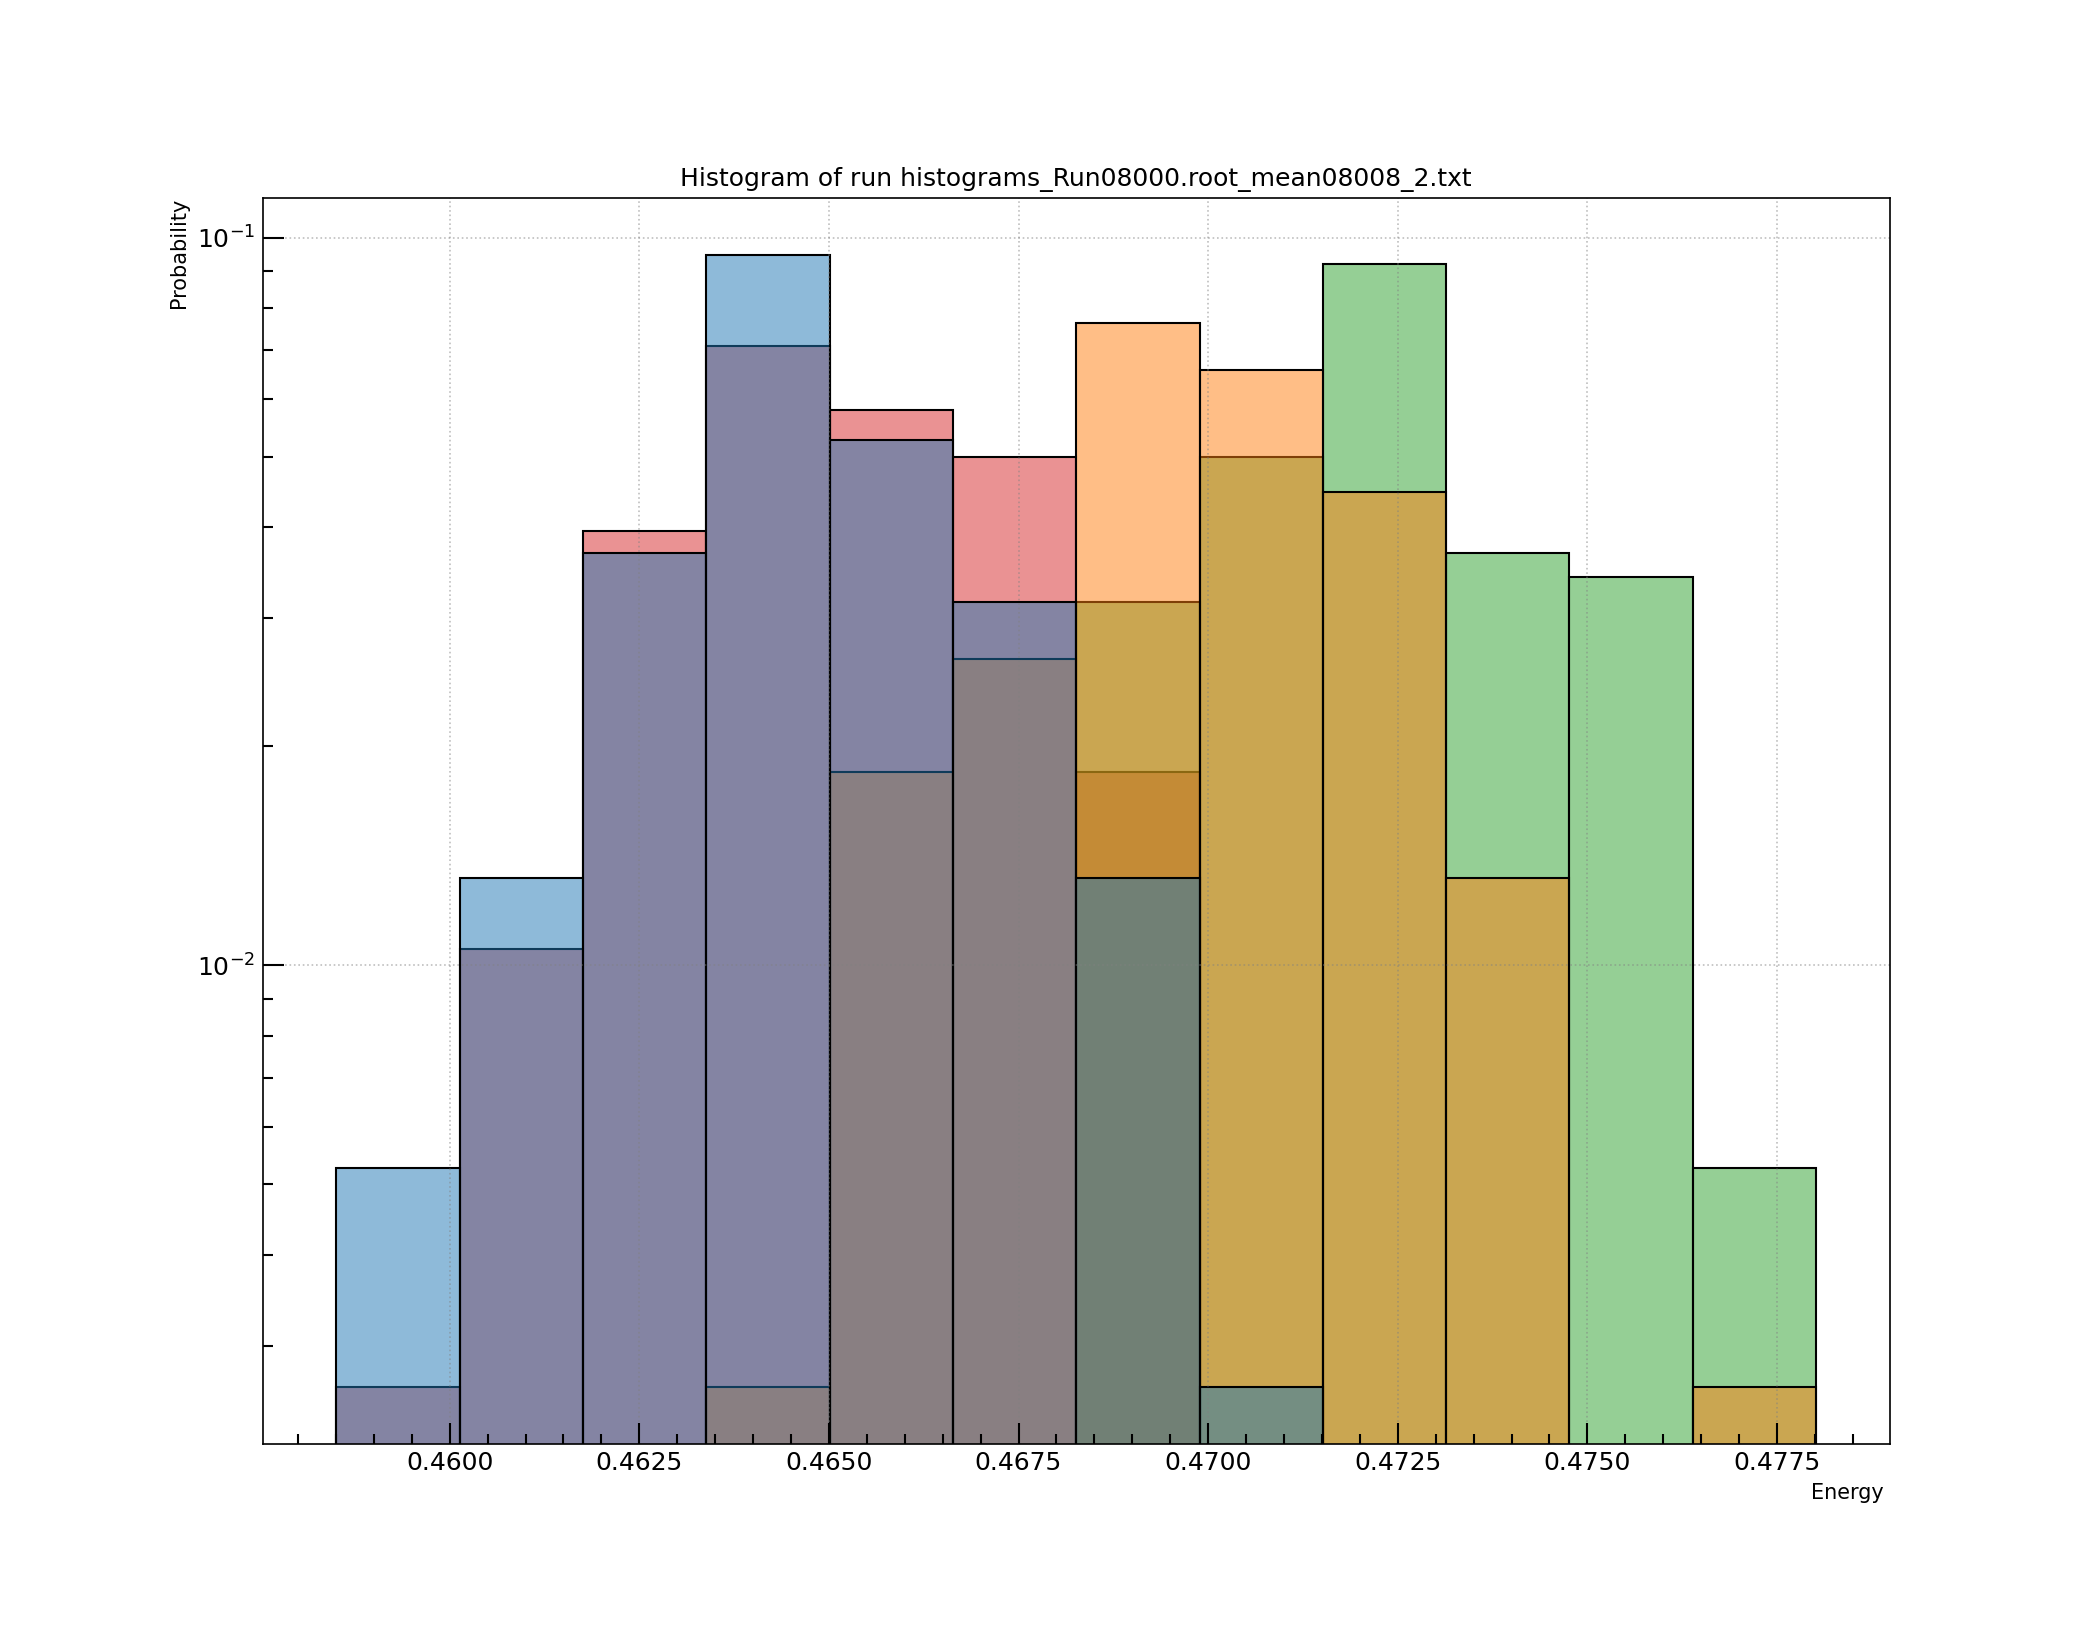 Histogram of run histograms_Run08000.root_mean08008_2.txt
Probability
10⁻¹
10⁻²
0.4600 0.4625 0.4650 0.4675 0.4700 0.4725 0.4750 0.4775
Energy